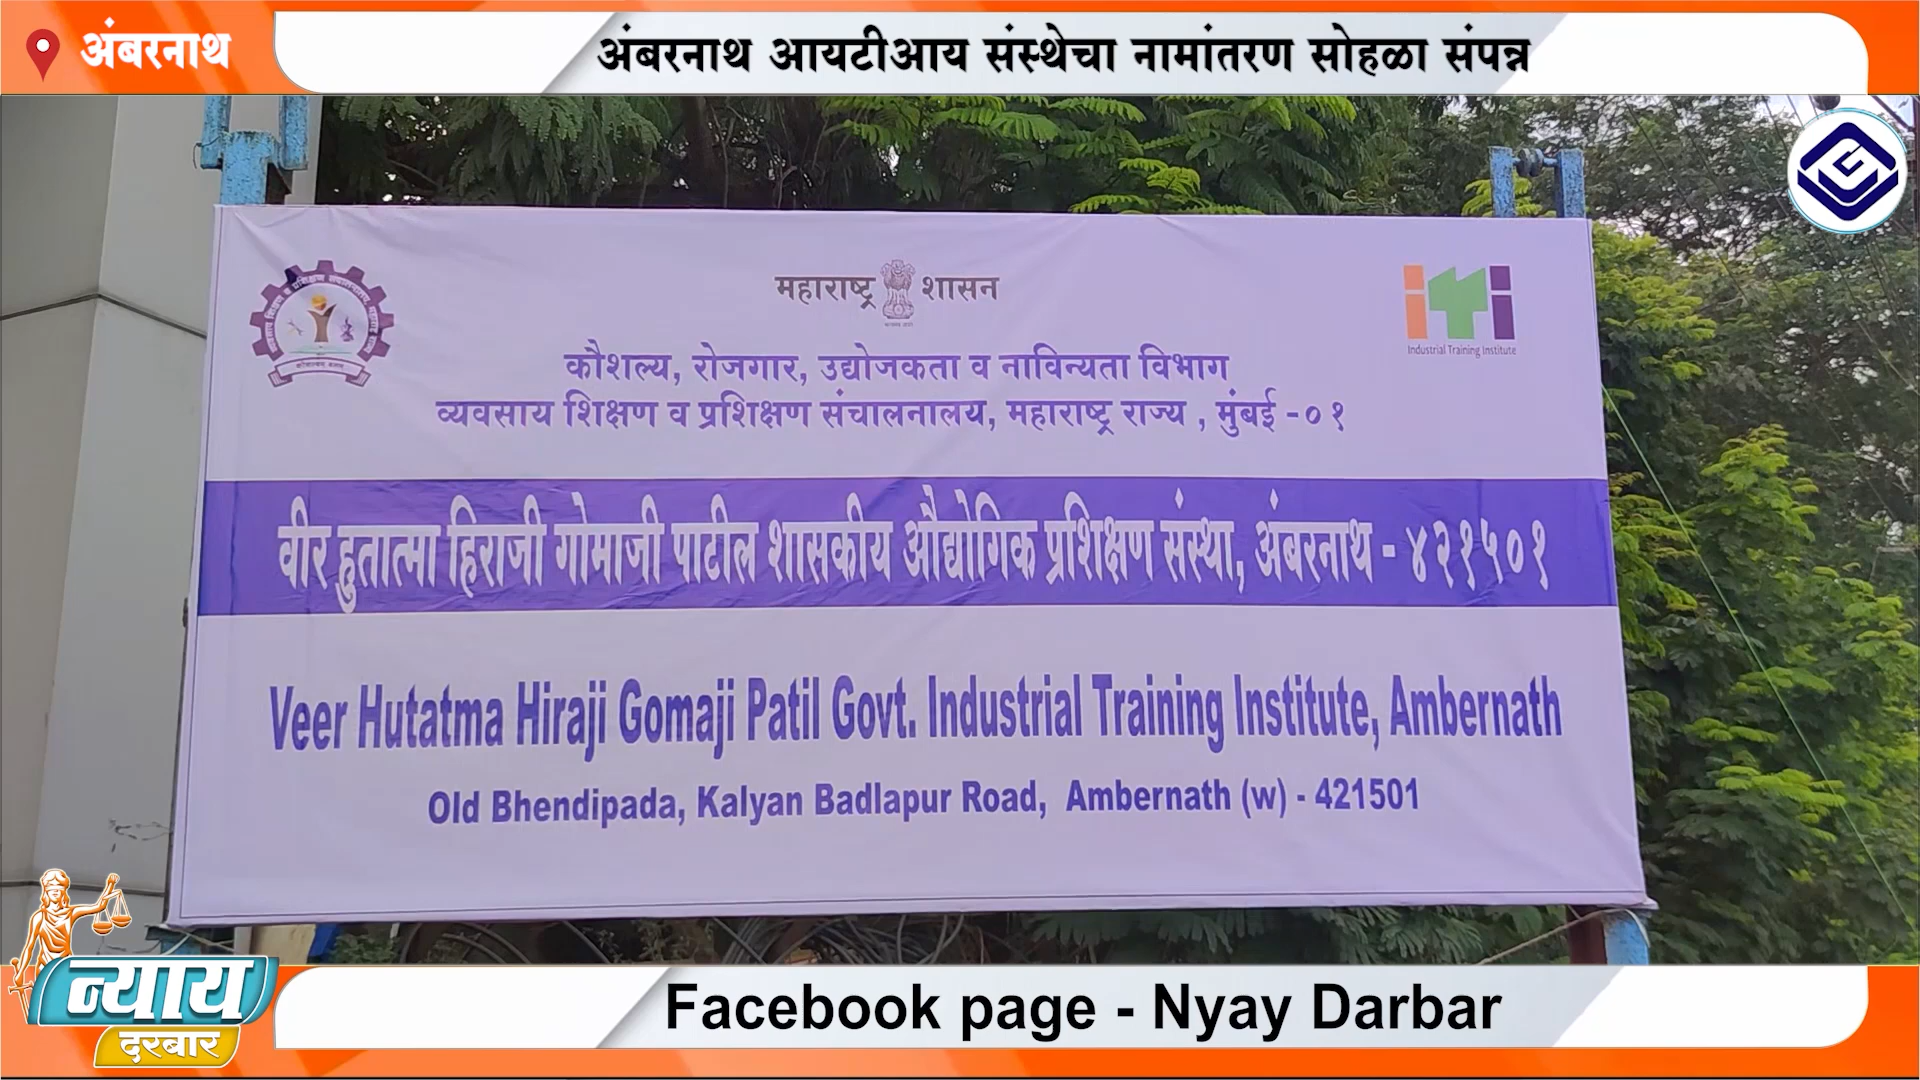 अंबरनाथ
अंबरनाथ आयटीआय संस्थेचा नामांतरण सोहळा संपन्न
महाराष्ट्र शासन
iTi
Industrial Training Institute
कौशल्य, रोजगार, उद्योजकता व नाविन्यता विभाग
व्यवसाय शिक्षण व प्रशिक्षण संचालनालय, महाराष्ट्र राज्य , मुंबई -०१
वीर हुतात्मा हिराजी गोमाजी पाटील शासकीय औद्योगिक प्रशिक्षण संस्था, अंबरनाथ - ४२१५०१
Veer Hutatma Hiraji Gomaji Patil Govt. Industrial Training Institute, Ambernath
Old Bhendipada, Kalyan Badlapur Road, Ambernath (w) - 421501
न्याय
दरबार
Facebook page - Nyay Darbar